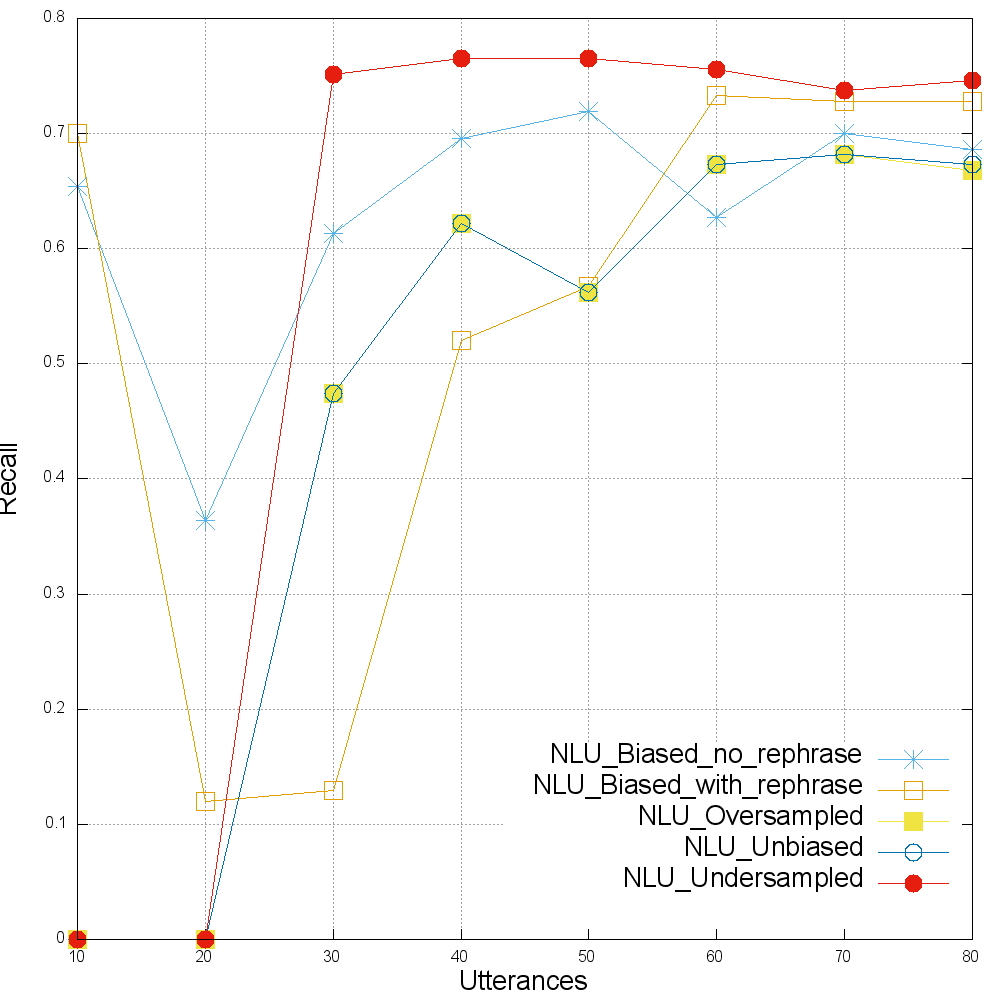 0.8
0.7
0.6
0.5
0.4
0.3
0.2
0.1
0
Recall
10 20 30 40 50 60 70 80
Utterances
NLU_Biased_no_rephrase
NLU_Biased_with_rephrase
NLU_Oversampled
NLU_Unbiased
NLU_Undersampled